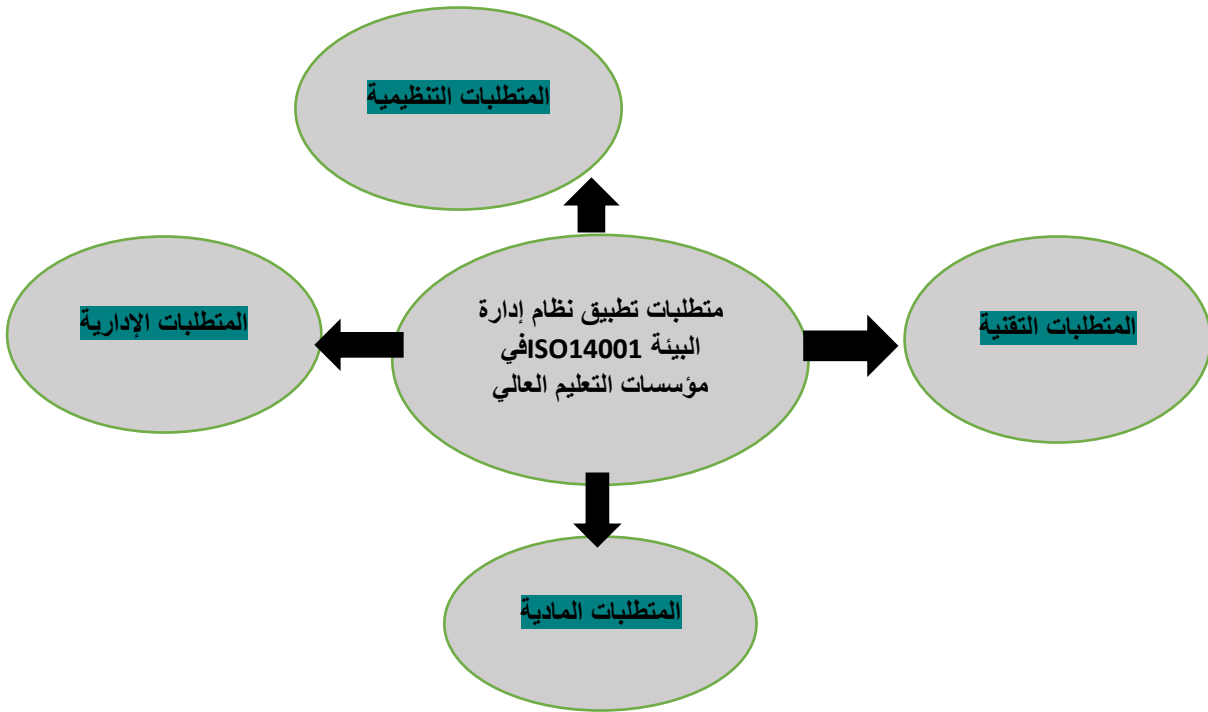 المتطلبات التنظيمية
المتطلبات التقنية
متطلبات تطبيق نظام إدارة
البيئة ISO14001في
مؤسسات التعليم العالي
المتطلبات الإدارية
المتطلبات المادية